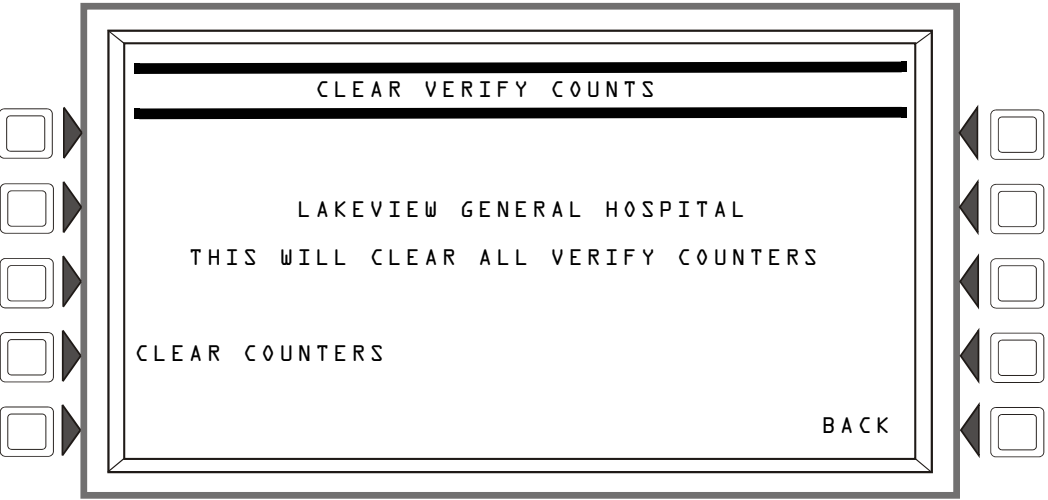 CLEAR VERIFY COUNTS
LAKEVIEW GENERAL HOSPITAL
THIS WILL CLEAR ALL VERIFY COUNTERS
CLEAR COUNTERS
BACK